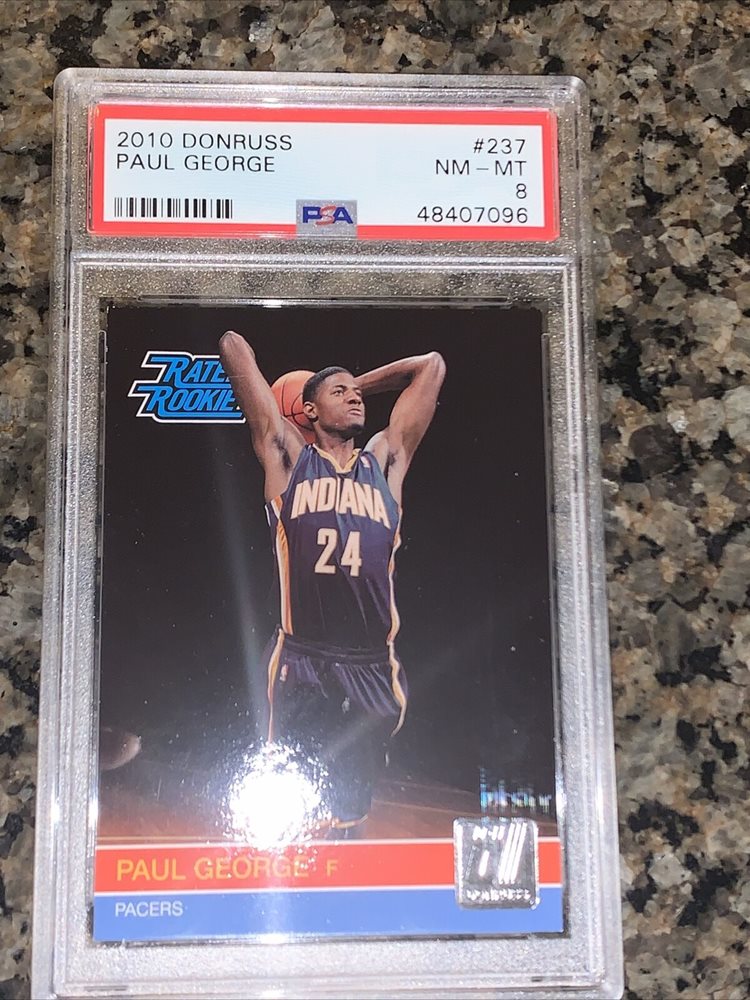 2010 DONRUSS #237
PAUL GEORGE NM - MT
8
PSA 48407096
RATED
ROOKIE
INDIANA
24
PAUL GEORGE F
PACERS